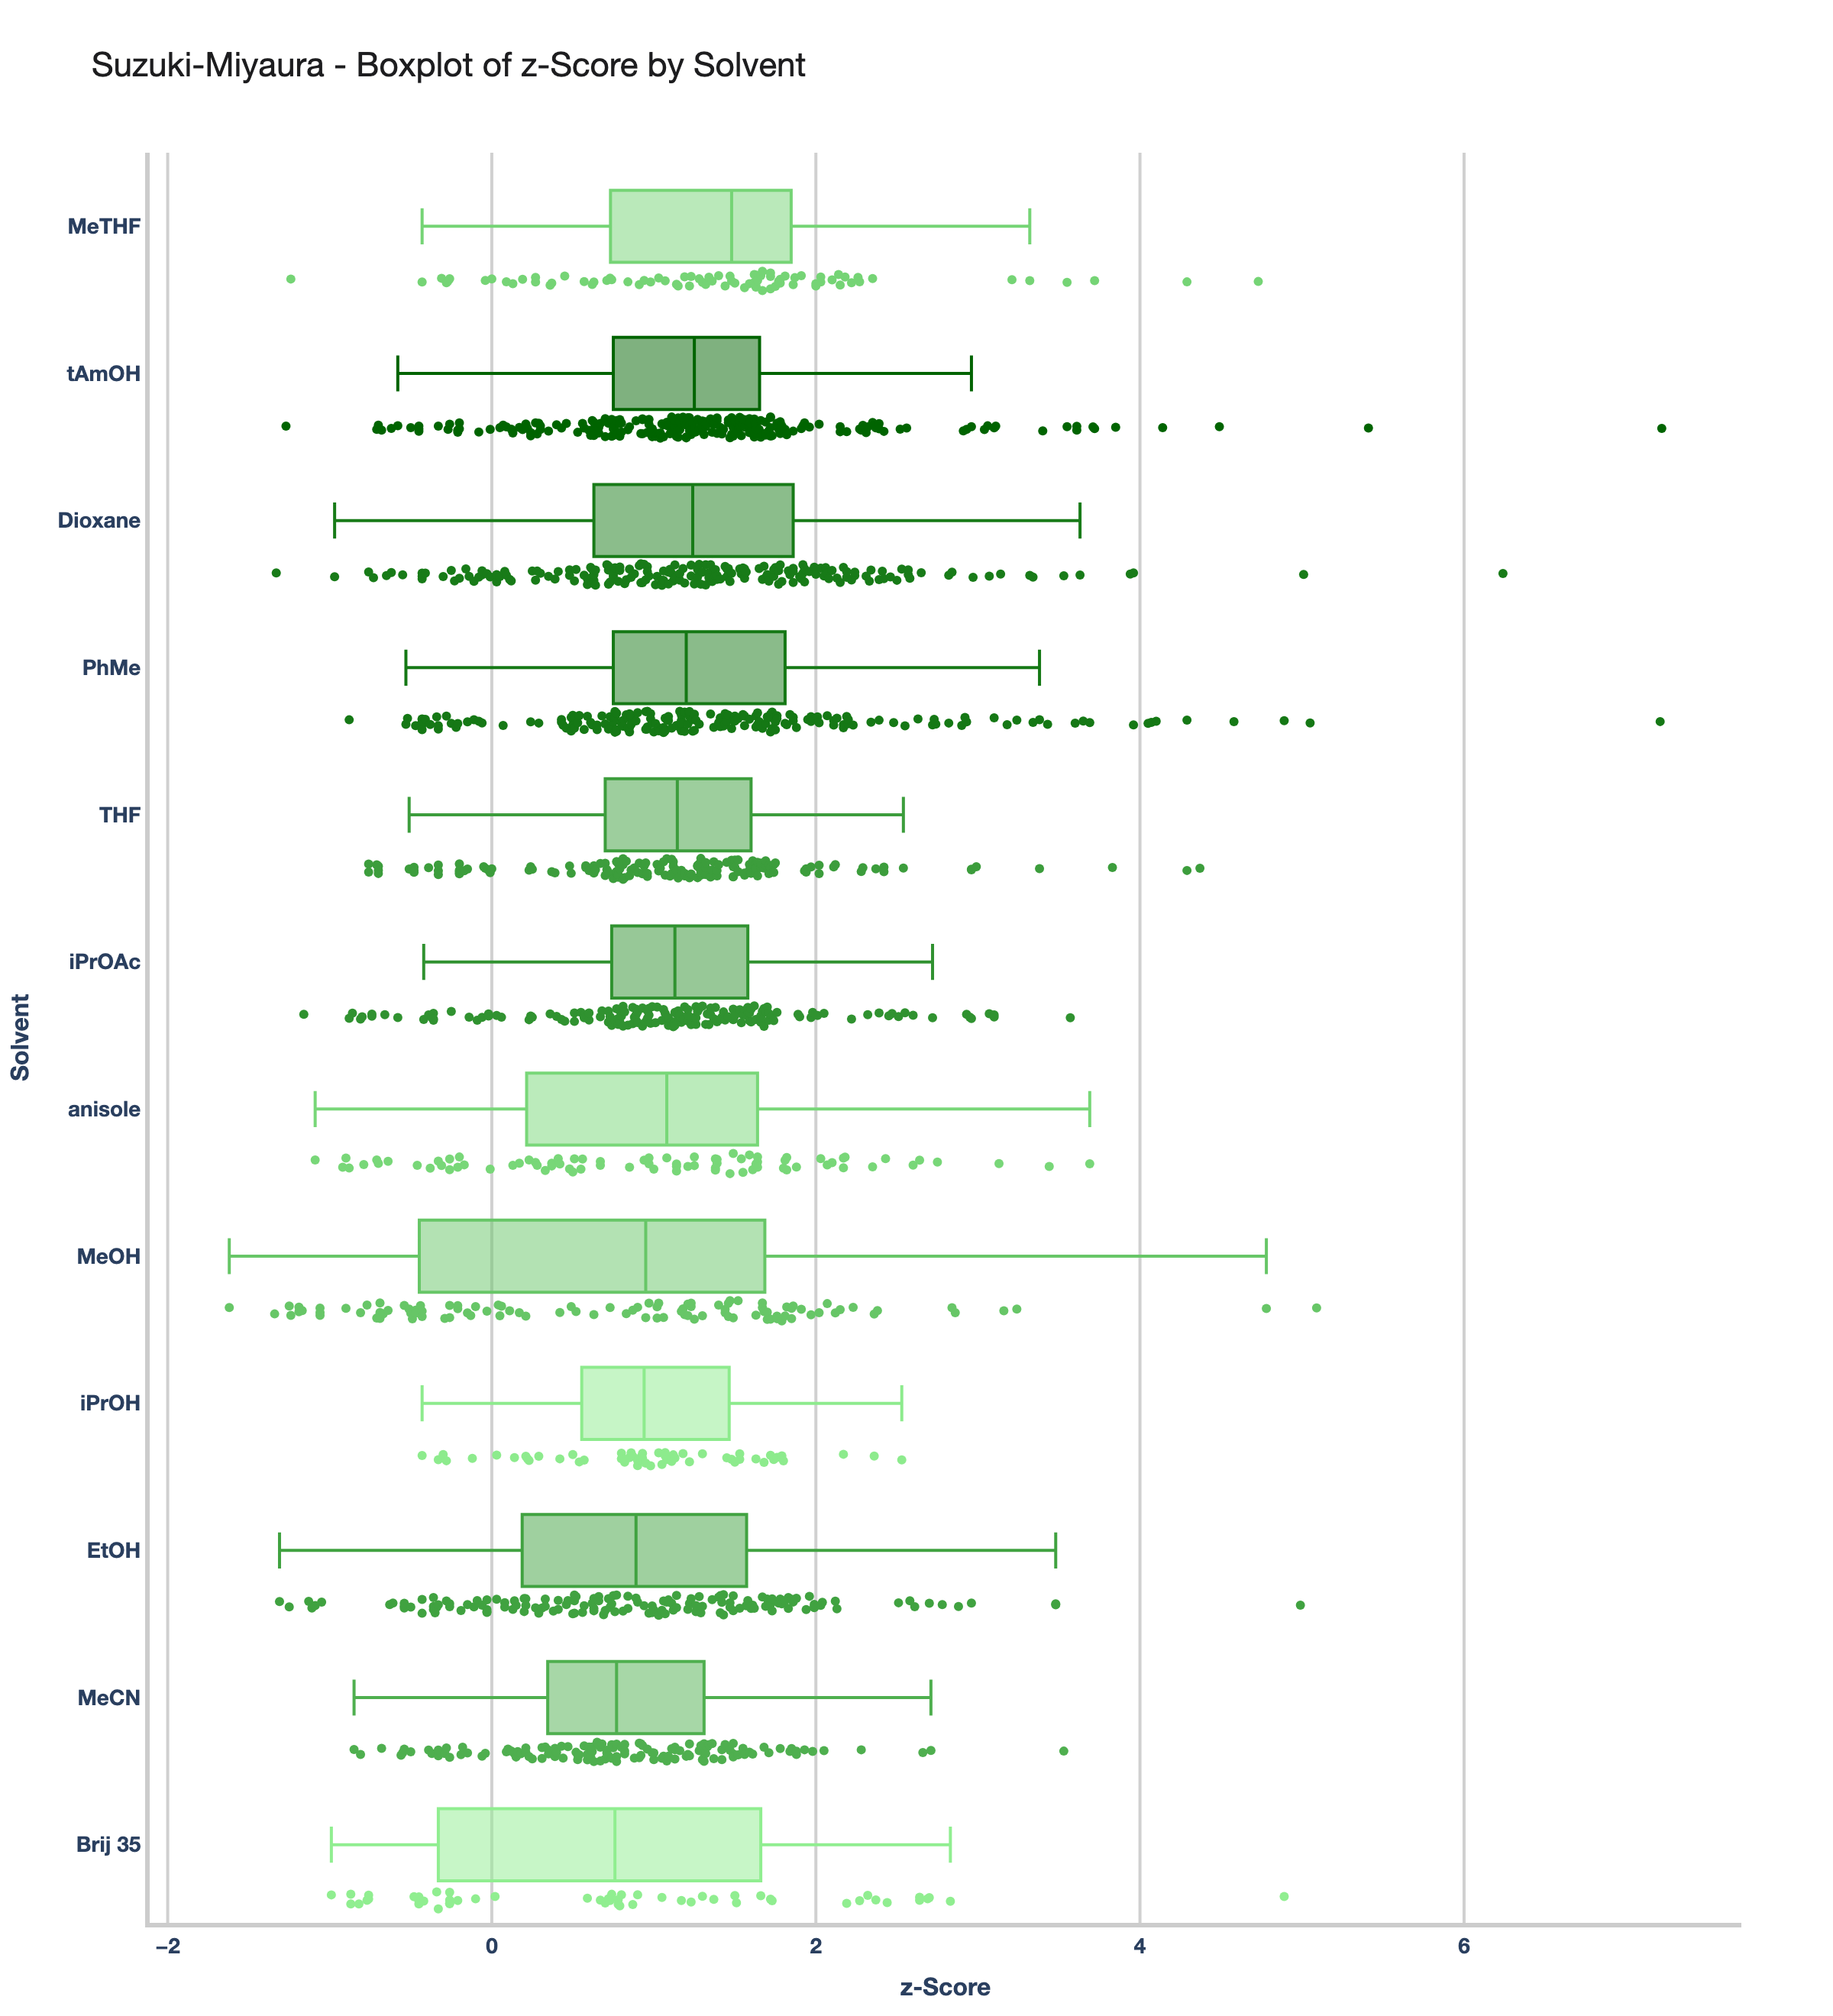 Suzuki-Miyaura - Boxplot of z-Score by Solvent
MeTHF
tAmOH
Dioxane
PhMe
THF
iPrOAc
anisole
MeOH
iPrOH
EtOH
MeCN
Brij 35
Solvent
−2 0 2 4 6
z-Score